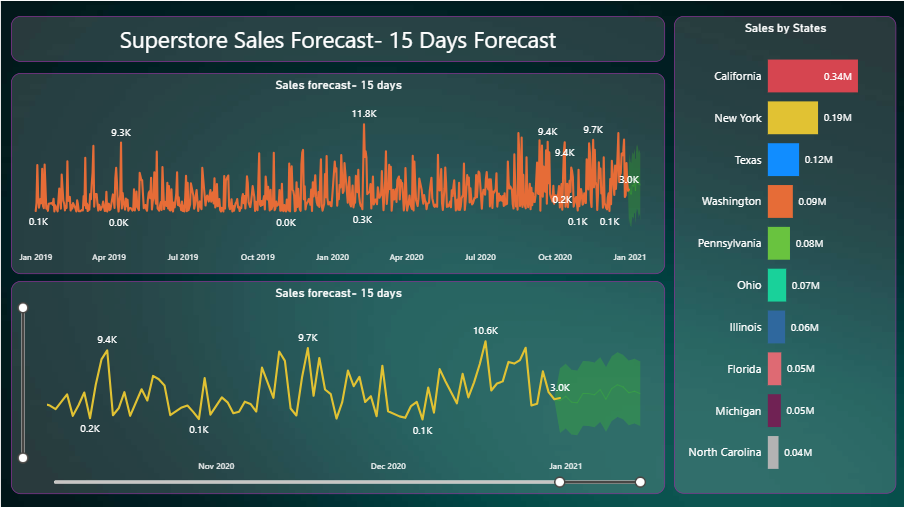 Superstore Sales Forecast- 15 Days Forecast
Sales forecast- 15 days
11.8K
9.3K
9.4K
9.7K
9.4K
3.0K
0.2K
0.1K
0.0K
0.0K
0.3K
0.1K
0.1K
Jan 2019
Apr 2019
Jul 2019
Oct 2019
Jan 2020
Apr 2020
Jul 2020
Oct 2020
Jan 2021
Sales forecast- 15 days
9.4K
9.7K
10.6K
3.0K
0.2K
0.1K
0.1K
Nov 2020
Dec 2020
Jan 2021
Sales by States
California 0.34M
New York 0.19M
Texas 0.12M
Washington 0.09M
Pennsylvania 0.08M
Ohio 0.07M
Illinois 0.06M
Florida 0.05M
Michigan 0.05M
North Carolina 0.04M